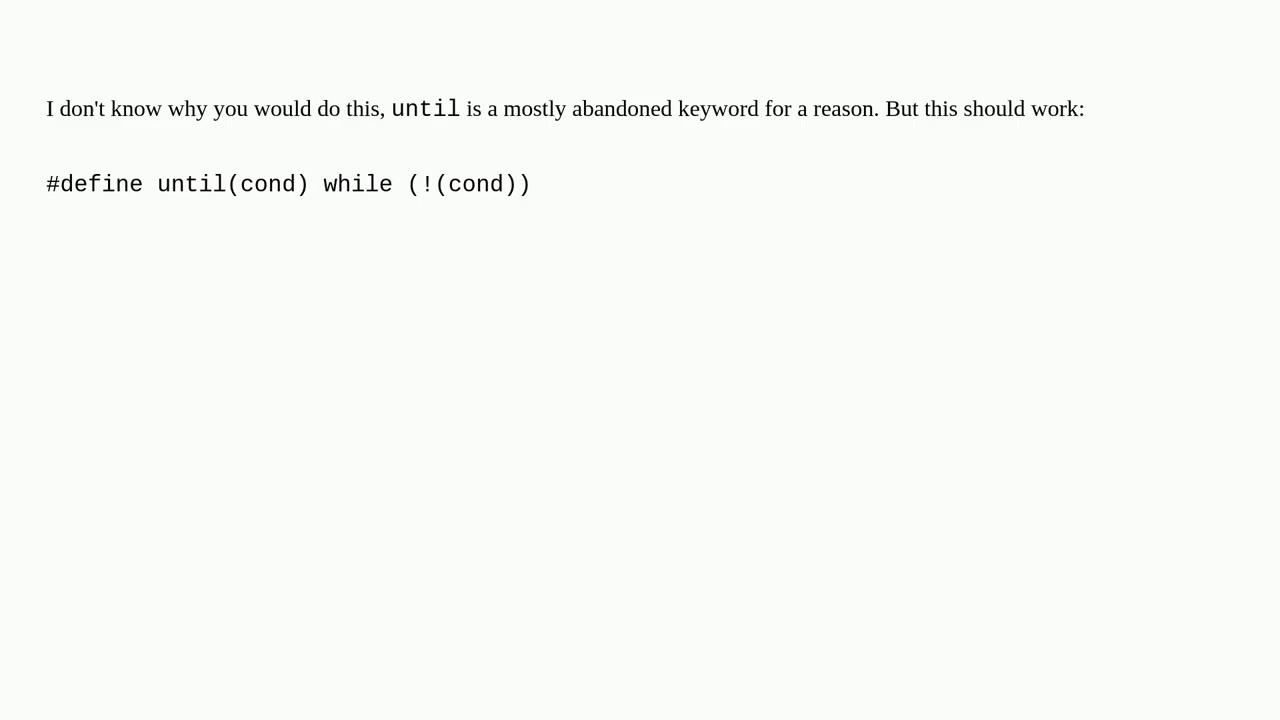 I don't know why you would do this, until is a mostly abandoned keyword for a reason. But this should work:
#define until(cond) while (!(cond))